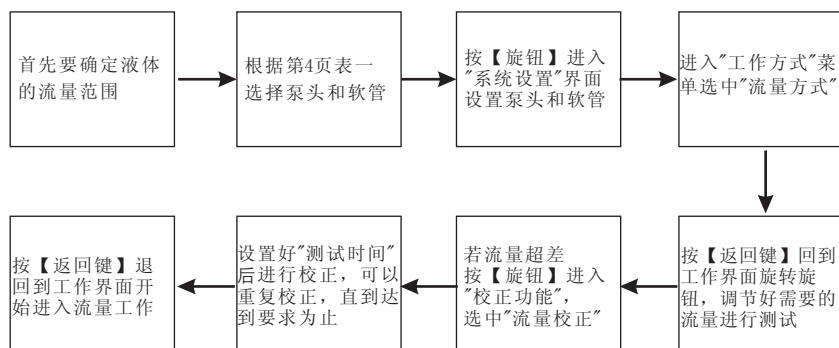 首先要确定液体
的流量范围
根据第4页表一
选择泵头和软管
按【旋钮】进入
"系统设置"界面
设置泵头和软管
进入"工作方式"菜
单选中"流量方式"
按【返回键】回到
工作界面旋转旋
钮，调节好需要的
流量进行测试
若流量超差
按【旋钮】进入
"校正功能"，
选中"流量校正"
设置好"测试时间"
后进行校正，可以
重复校正，直到达
到要求为止
按【返回键】退
回到工作界面开
始进入流量工作